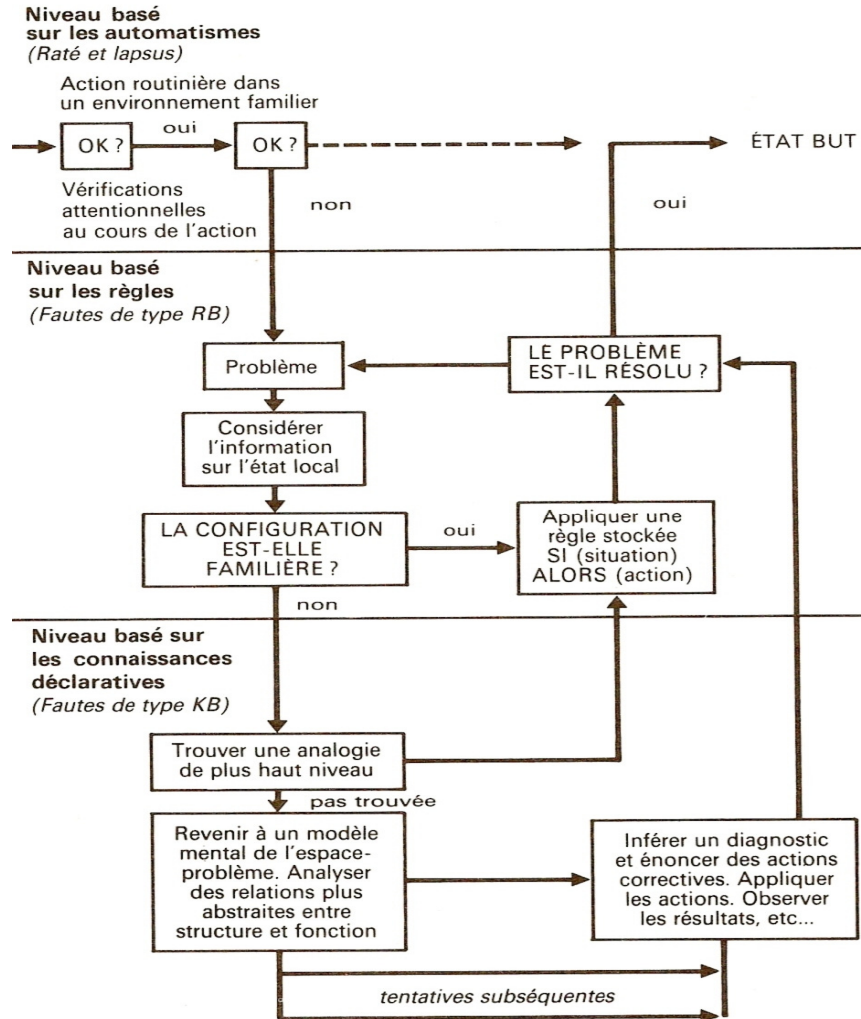 Niveau basé
sur les automatismes
(Raté et lapsus)
Action routinière dans
un environnement familier
oui
OK ?
OK ?
ÉTAT BUT
Vérifications
attentionnelles
au cours de l'action
non
oui
Niveau basé
sur les règles
(Fautes de type RB)
Problème
LE PROBLÈME
EST-IL RÉSOLU ?
Considérer
l'information
sur l'état local
LA CONFIGURATION
EST-ELLE
FAMILIÈRE ?
oui
Appliquer une
règle stockée
SI (situation)
ALORS (action)
non
Niveau basé sur
les connaissances
déclaratives
(Fautes de type KB)
Trouver une analogie
de plus haut niveau
pas trouvée
Revenir à un modèle
mental de l'espace-
problème. Analyser
des relations plus
abstraites entre
structure et fonction
Inférer un diagnostic
et énoncer des actions
correctives. Appliquer
les actions. Observer
les résultats, etc...
tentatives subséquentes